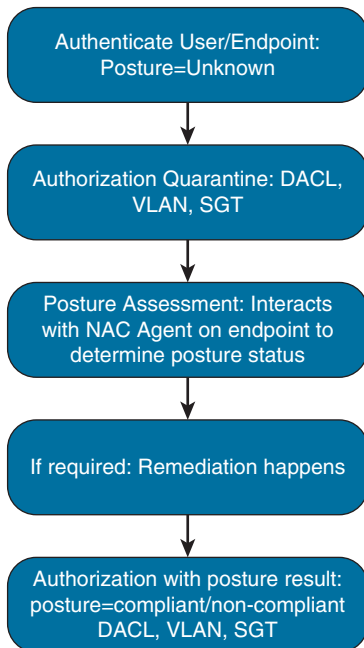 Authenticate User/Endpoint:
Posture=Unknown
Authorization Quarantine: DACL,
VLAN, SGT
Posture Assessment: Interacts
with NAC Agent on endpoint to
determine posture status
If required: Remediation happens
Authorization with posture result:
posture=compliant/non-compliant
DACL, VLAN, SGT